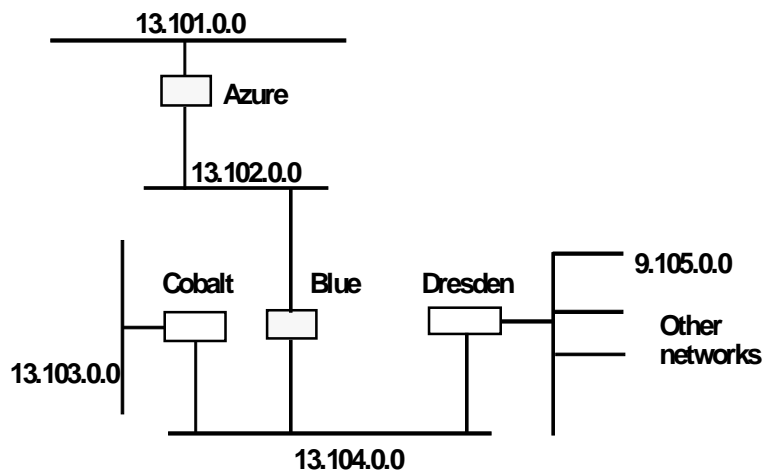 13.101.0.0
Azure
13.102.0.0
Cobalt
Blue
Dresden
9.105.0.0
Other
networks
13.103.0.0
13.104.0.0